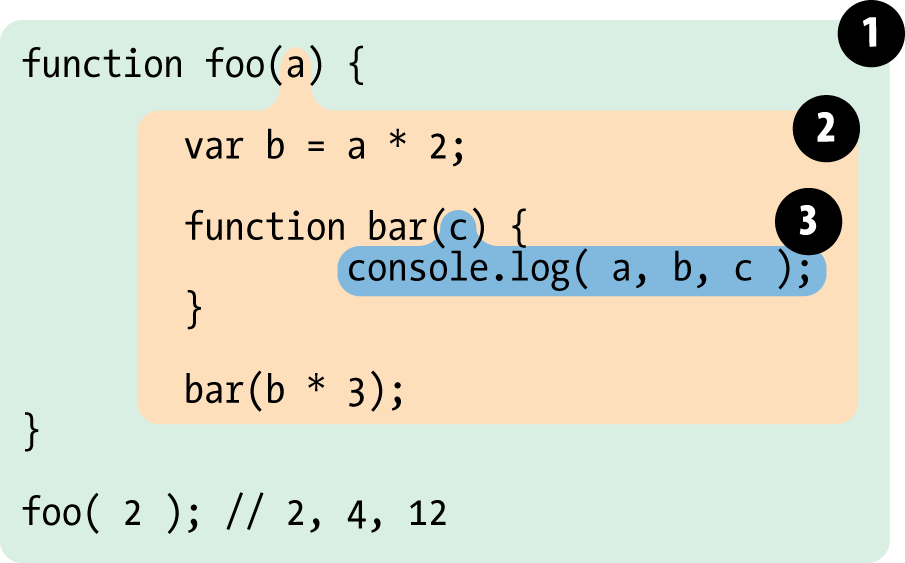 1
function foo(a) {
2
var b = a * 2;
3
function bar(c) {
console.log( a, b, c );
}
bar(b * 3);
}
foo( 2 ); // 2, 4, 12